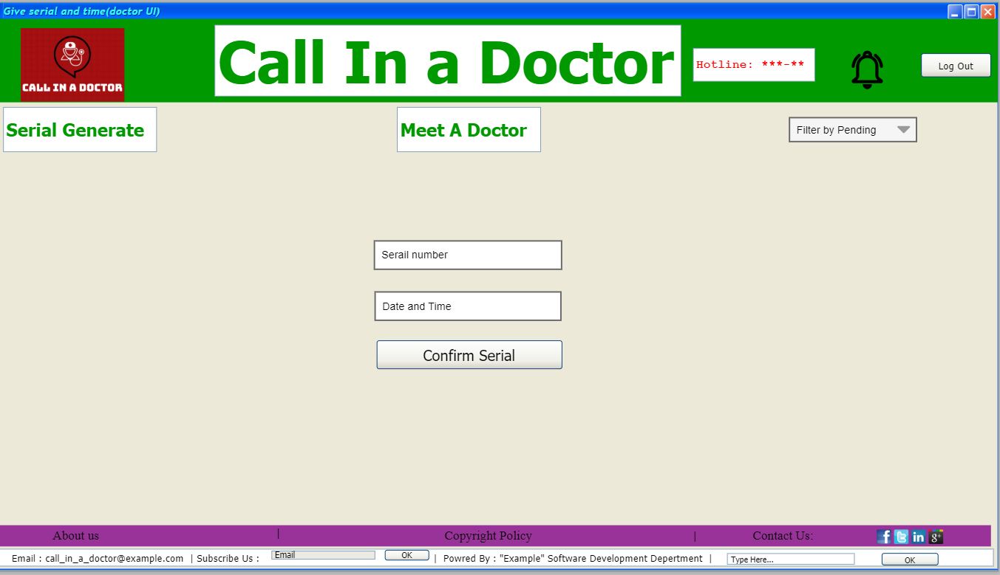 Give serial and time(doctor UI)
CALL IN A DOCTOR
Call In a Doctor
Hotline: ***-**
Log Out
Serial Generate
Meet A Doctor
Filter by Pending
Serail number
Date and Time
Confirm Serial
About us | Copyright Policy | Contact Us: f t in g+
Email : call_in_a_doctor@example.com | Subscribe Us : Email OK | Powred By : "Example" Software Development Depertment | Type Here... OK